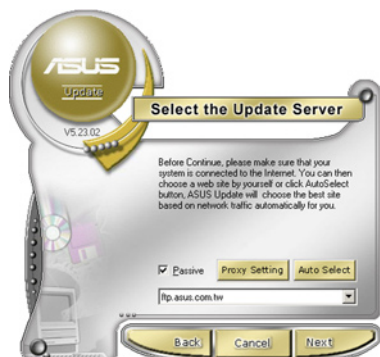 ASUS
Update
V5.23.02
Select the Update Server
Before Continue, please make sure that your
system is connected to the Internet. You can then
choose a web site by yourself or click AutoSelect
button, ASUS Update will choose the best site
based on network traffic automatically for you.
Passive
Proxy Setting
Auto Select
ftp.asus.com.tw
Back
Cancel
Next